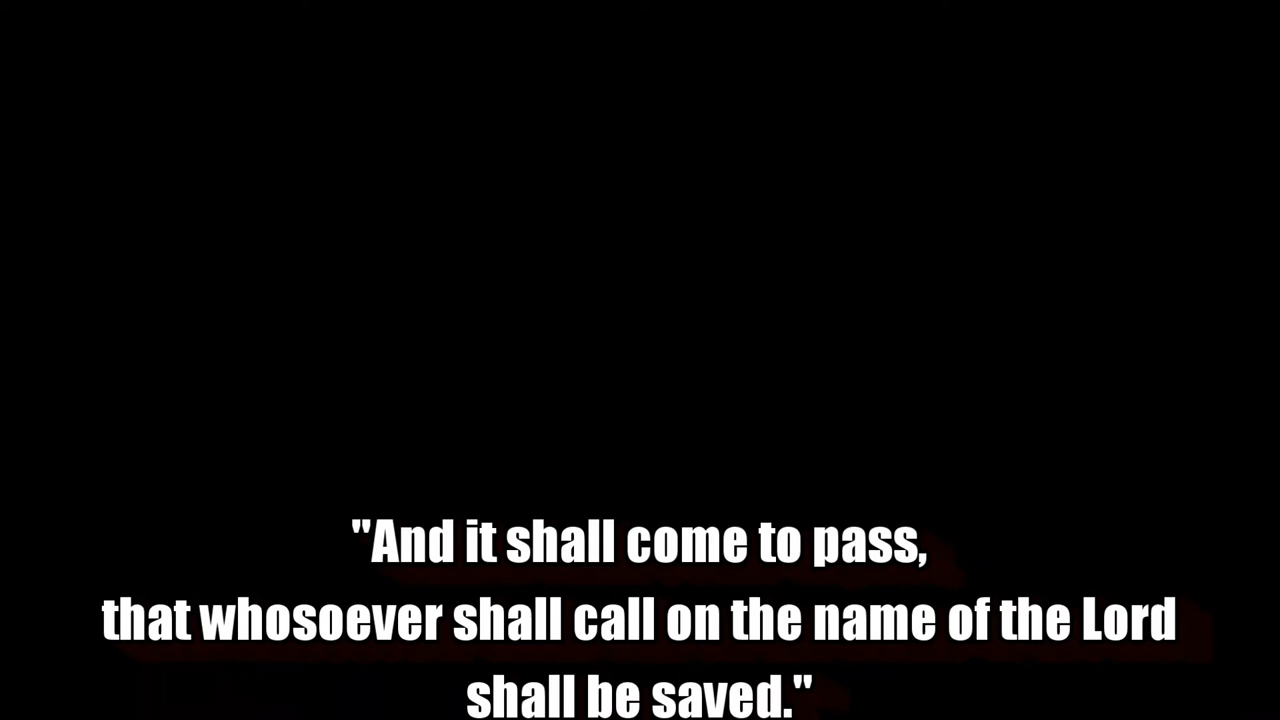 "And it shall come to pass,
that whosoever shall call on the name of the Lord
shall be saved."